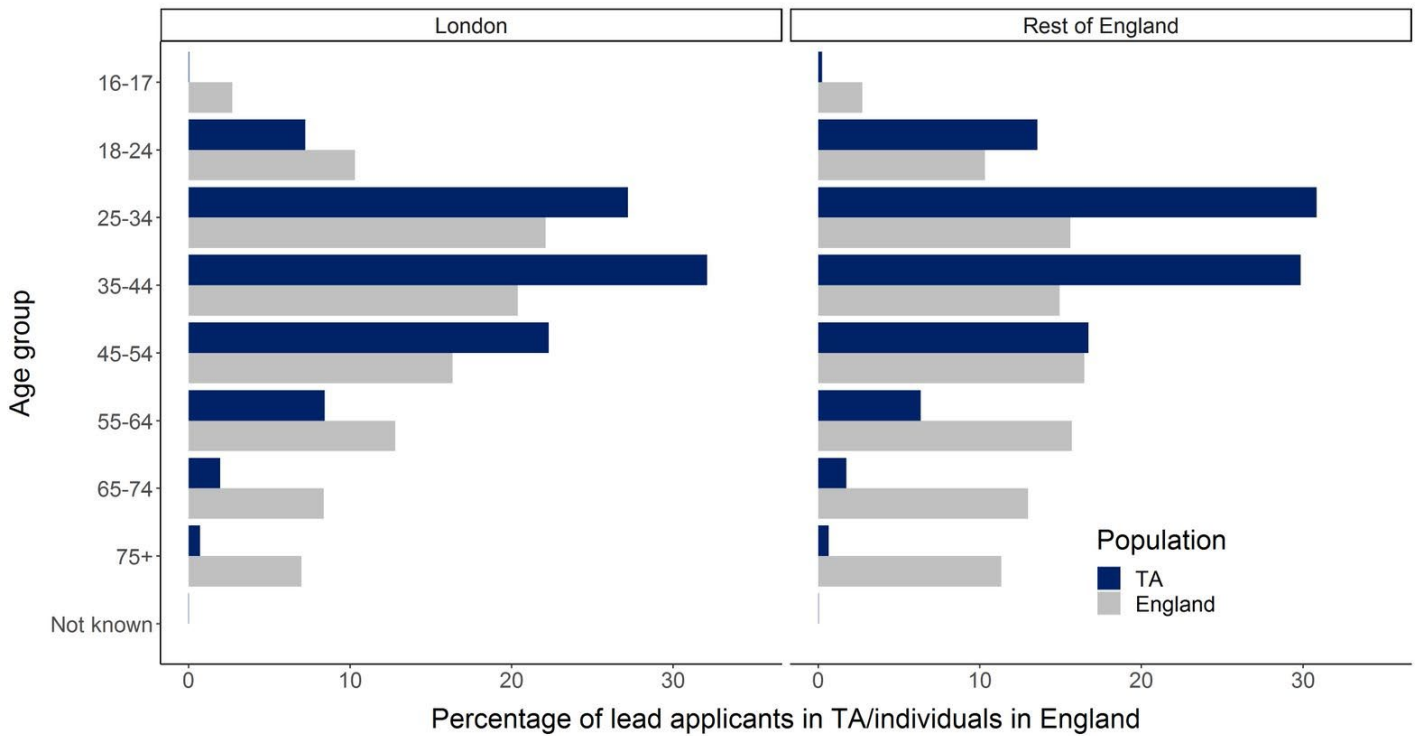 London
Rest of England
Age group
16-17
18-24
25-34
35-44
45-54
55-64
65-74
75+
Not known
Population
TA
England
0 10 20 30
0 10 20 30
Percentage of lead applicants in TA/individuals in England